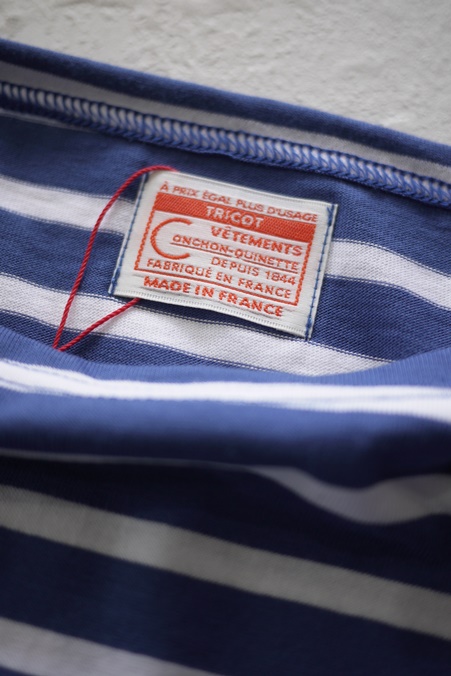 À PRIX ÉGAL PLUS D'USAGE
TRICOT
VÊTEMENTS
CONCHON-QUINETTE
DEPUIS 1844
FABRIQUÉ EN FRANCE
MADE IN FRANCE